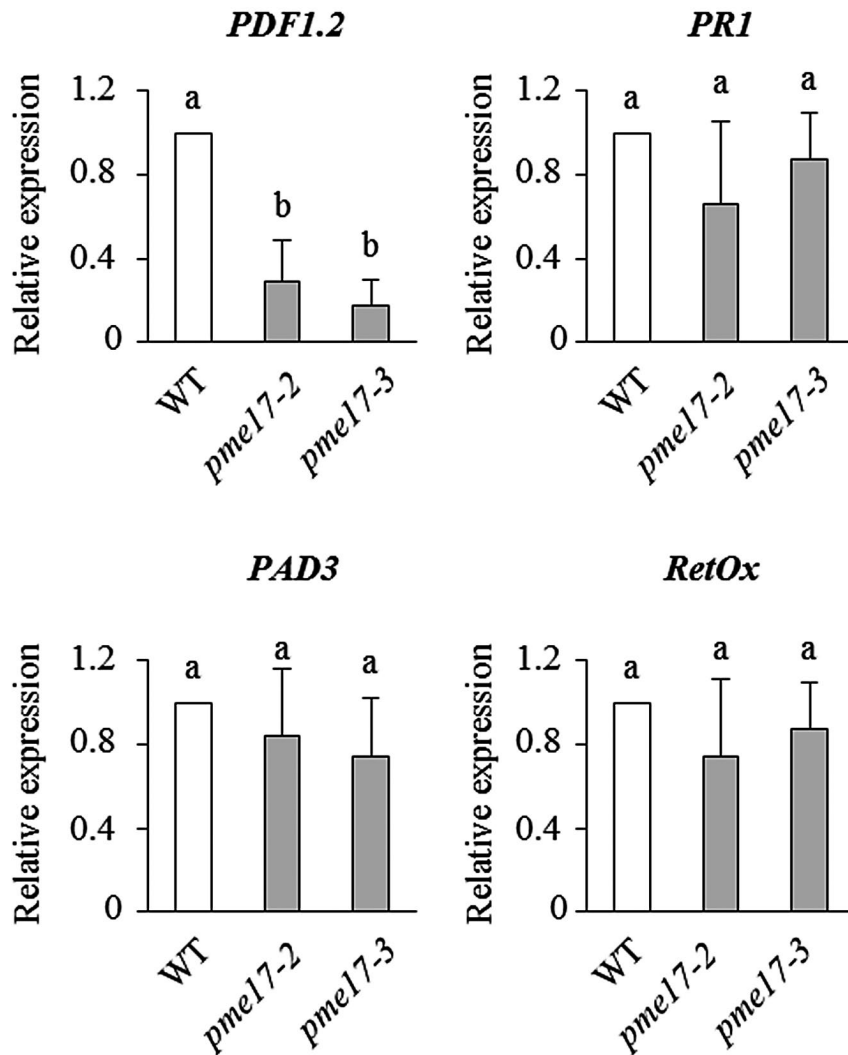 PDF1.2
Relative expression
1.2
0.8
0.4
0
a
b
b
WT
pme17-2
pme17-3
PR1
Relative expression
1.2
0.8
0.4
0
a
a
a
WT
pme17-2
pme17-3
PAD3
Relative expression
1.2
0.8
0.4
0
a
a
a
WT
pme17-2
pme17-3
RetOx
Relative expression
1.2
0.8
0.4
0
a
a
a
WT
pme17-2
pme17-3